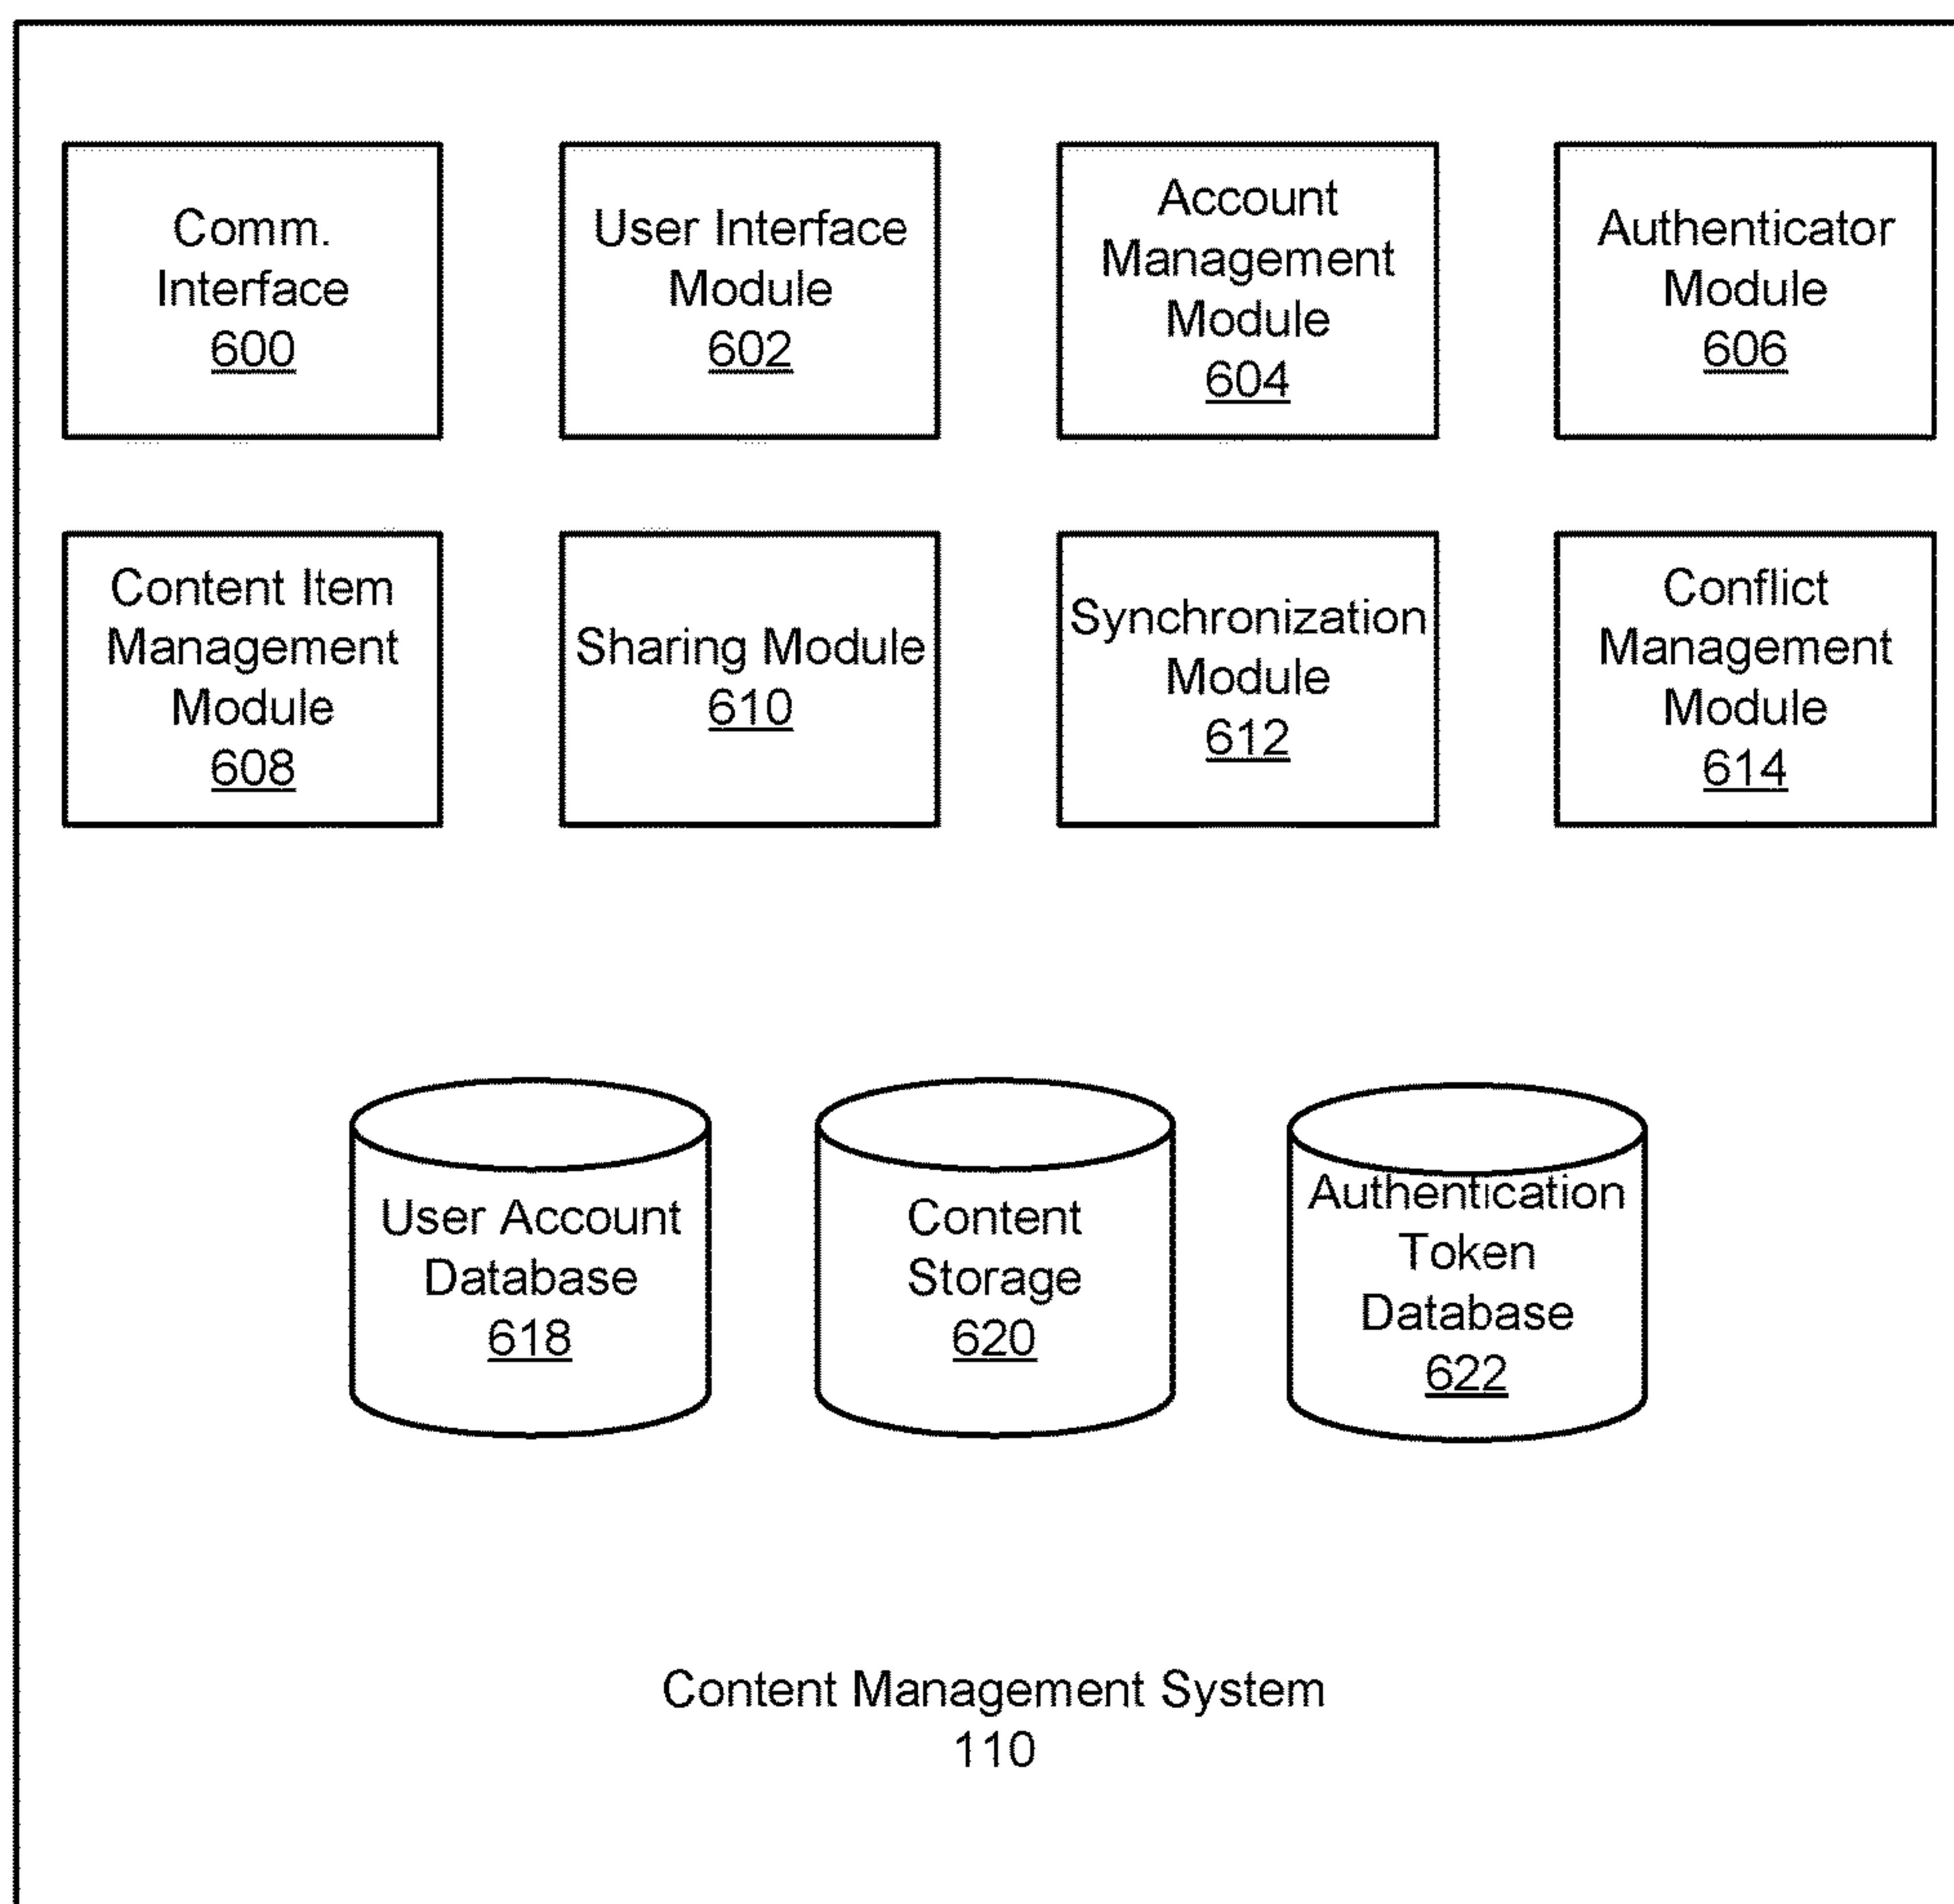 Comm.
Interface
600
User Interface
Module
602
Account
Management
Module
604
Authenticator
Module
606
Content Item
Management
Module
608
Sharing Module
610
Synchronization
Module
612
Conflict
Management
Module
614
User Account
Database
618
Content
Storage
620
Authentication
Token
Database
622
Content Management System
110